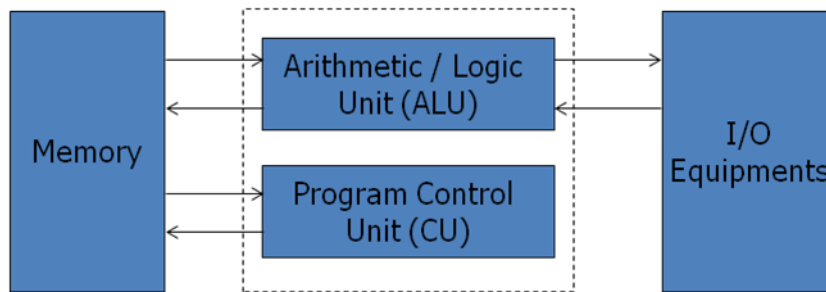 Memory
Arithmetic / Logic
Unit (ALU)
Program Control
Unit (CU)
I/O
Equipments